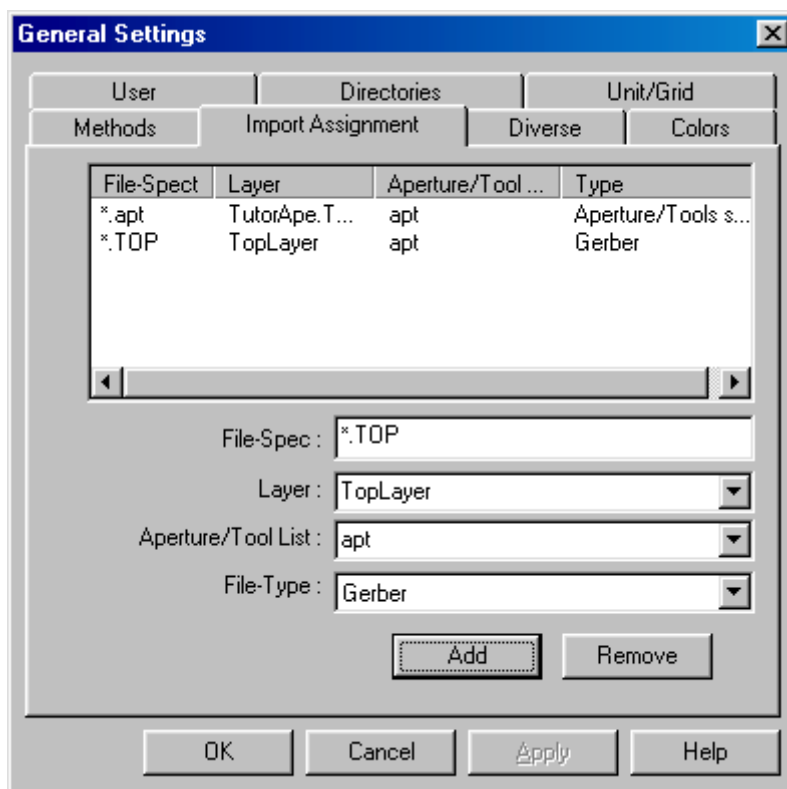 General Settings
User Directories Unit/Grid
Methods Import Assignment Diverse Colors
File-Spect Layer Aperture/Tool ... Type
*.apt TutorApe.T... apt Aperture/Tools s...
*.TOP TopLayer apt Gerber
File-Spec : *.TOP
Layer : TopLayer
Aperture/Tool List : apt
File-Type : Gerber
Add Remove
OK Cancel Apply Help